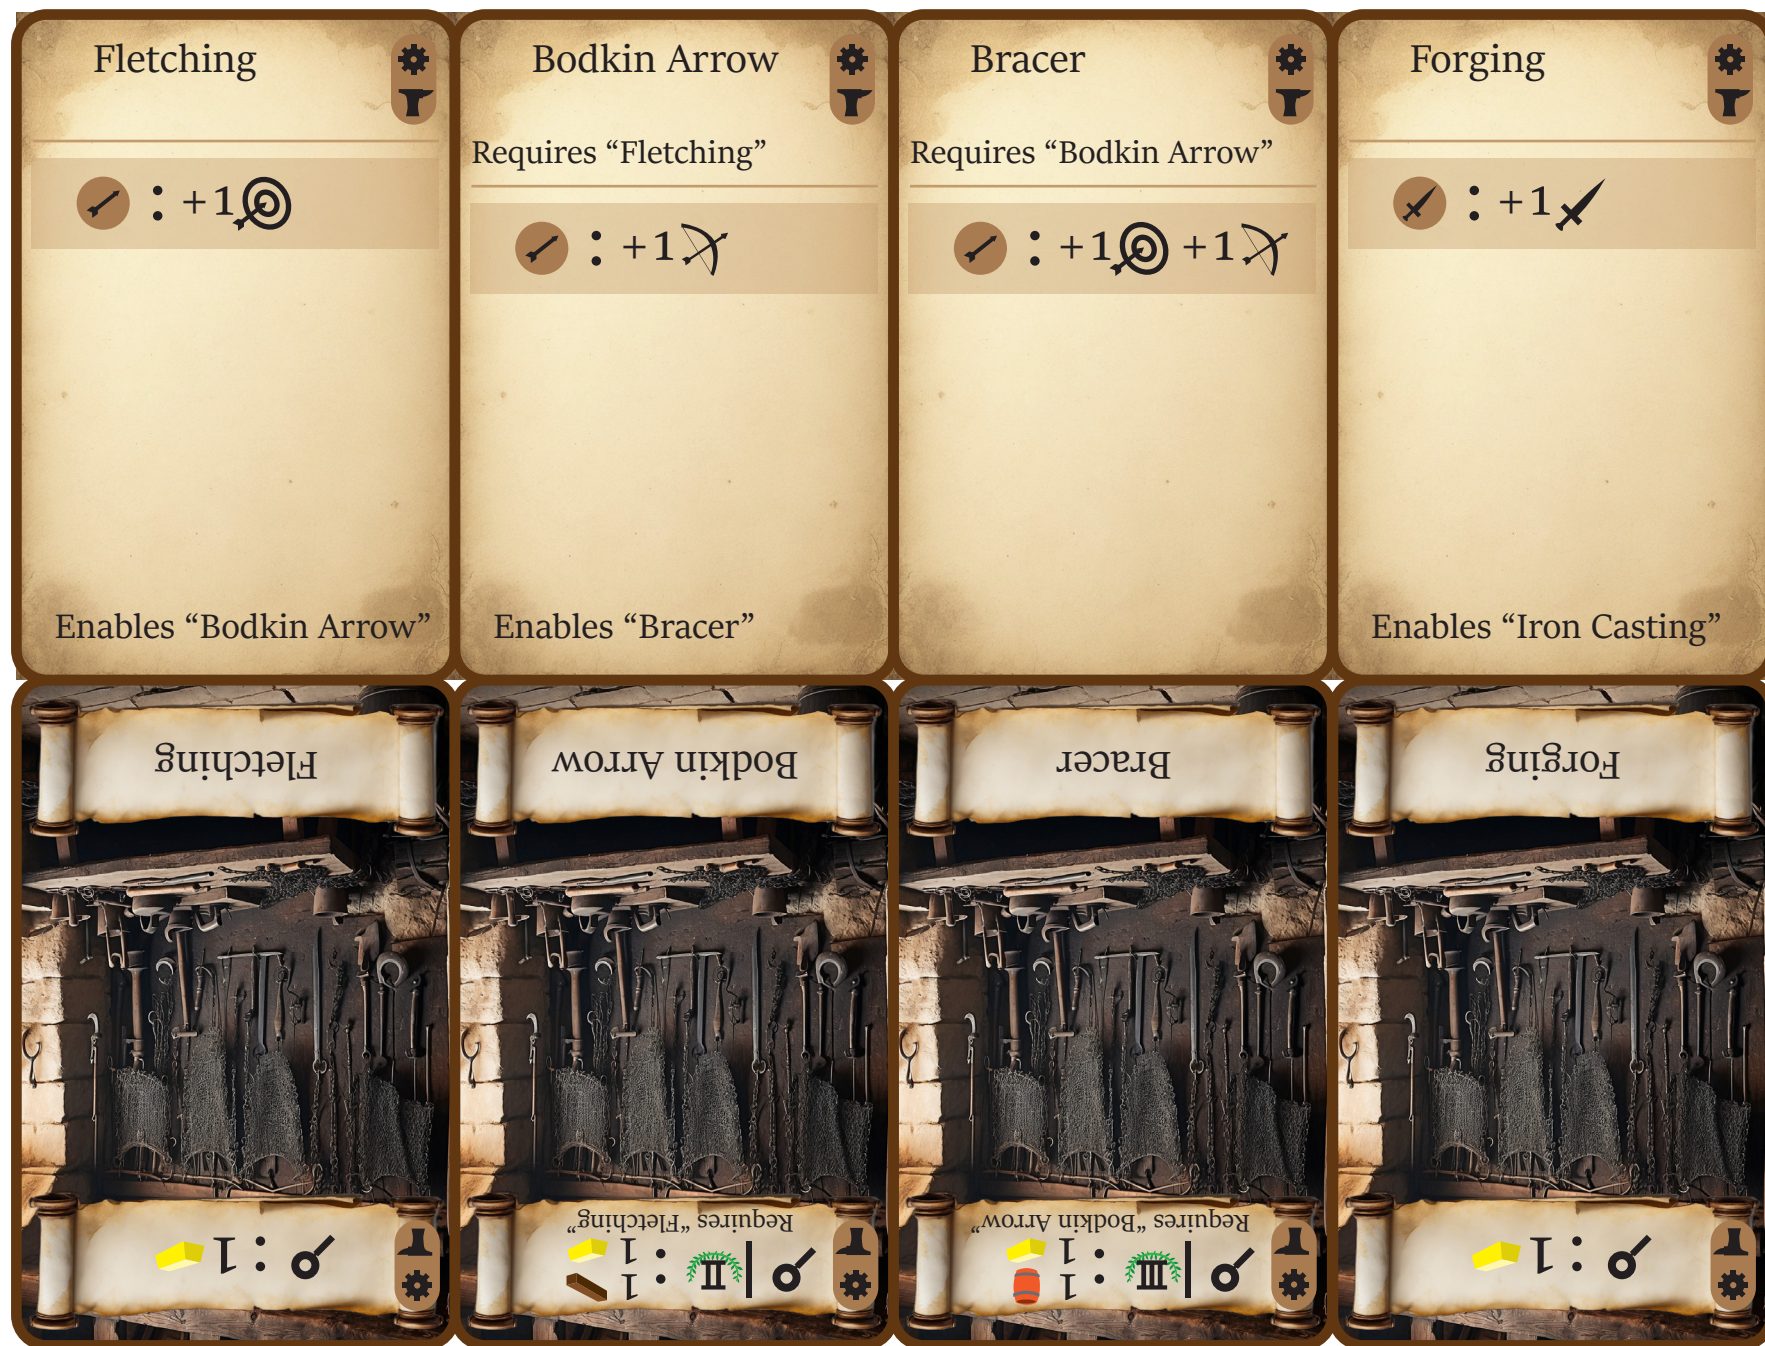 Fletching
: +1
Enables “Bodkin Arrow”
Bodkin Arrow
Requires “Fletching”
: +1
Enables “Bracer”
Bracer
Requires “Bodkin Arrow”
: +1 +1
Forging
: +1
Enables “Iron Casting”
Fletching
: 1
Bodkin Arrow
Requires “Fletching”
II : 1
1
Bracer
Requires “Bodkin Arrow”
III : 1
1
Forging
: 1